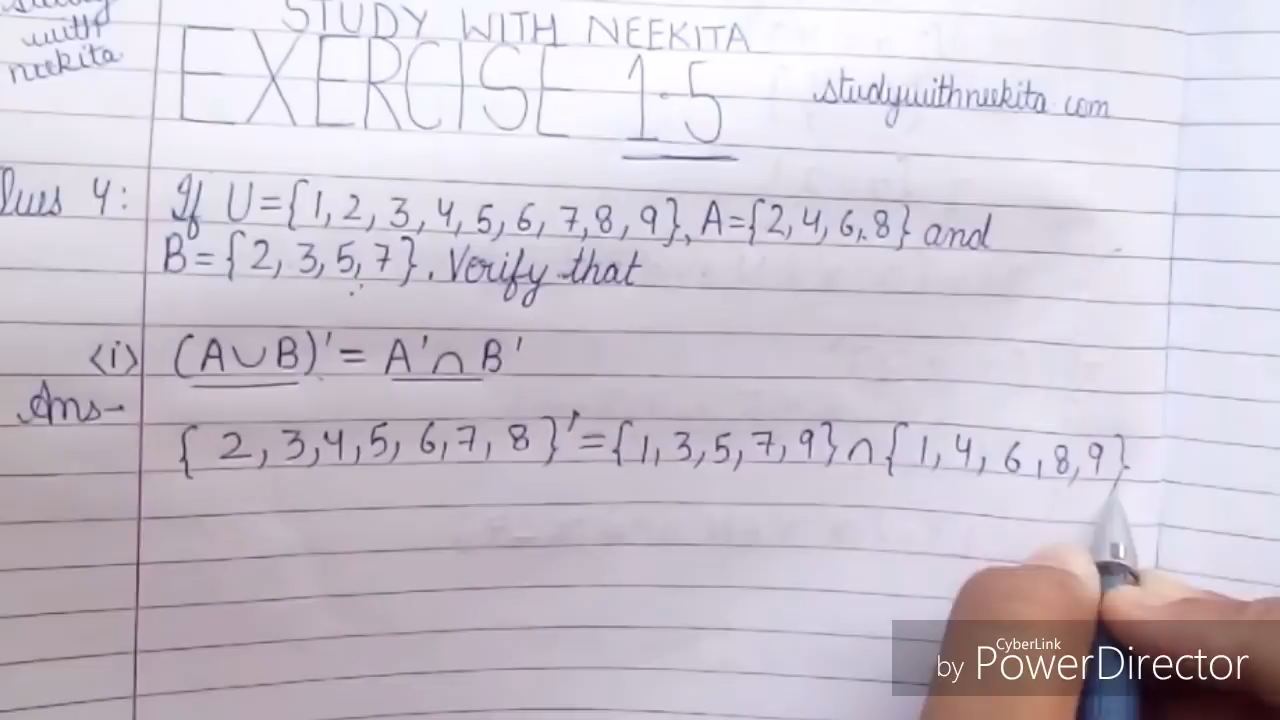 STUDY WITH NEEKITA
with
neekita
EXERCISE 1.5
studywithneekita.com
Ques 4: If U={1,2,3,4,5,6,7,8,9}, A={2,4,6,8} and
B={2,3,5,7}. Verify that
(i) (A∪B)'=A'∩B'
Ans-
{2,3,4,5,6,7,8}'={1,3,5,7,9}∩{1,4,6,8,9}
CyberLink
by PowerDirector